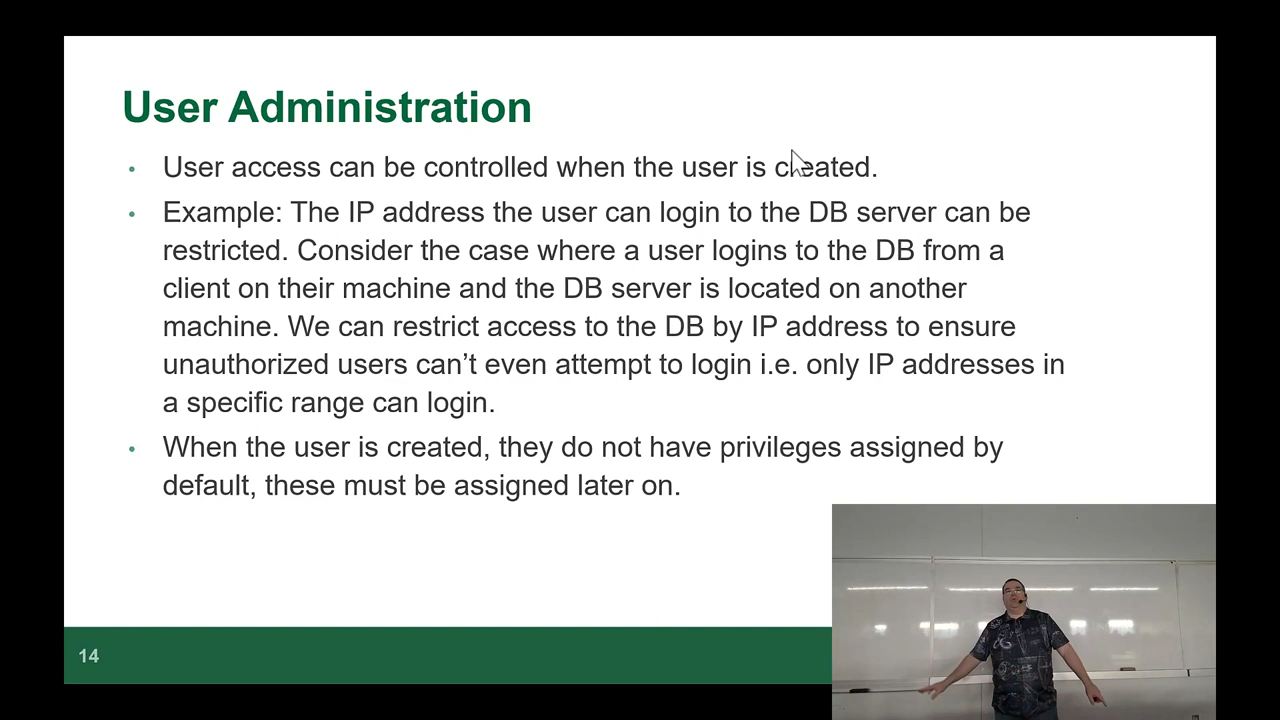 User Administration
• User access can be controlled when the user is created.
• Example: The IP address the user can login to the DB server can be
restricted. Consider the case where a user logins to the DB from a
client on their machine and the DB server is located on another
machine. We can restrict access to the DB by IP address to ensure
unauthorized users can’t even attempt to login i.e. only IP addresses in
a specific range can login.
• When the user is created, they do not have privileges assigned by
default, these must be assigned later on.
14